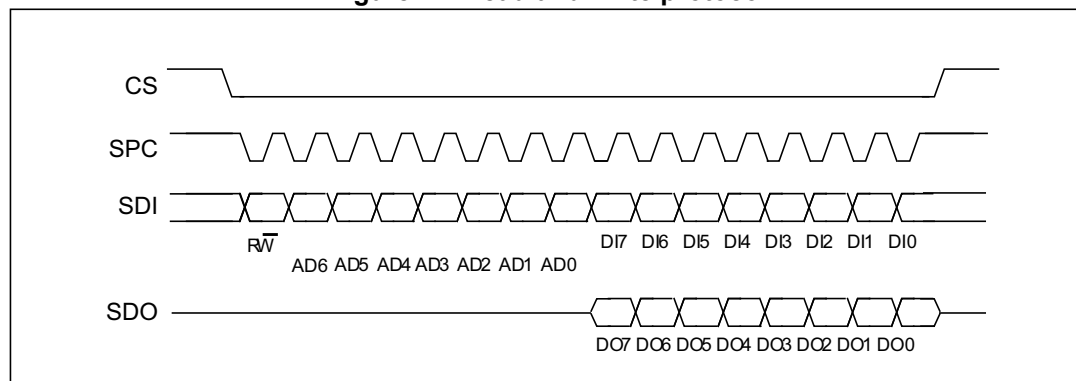 CS
SPC
SDI
RW
DI7 DI6 DI5 DI4 DI3 DI2 DI1 DI0
AD6 AD5 AD4 AD3 AD2 AD1 AD0
SDO
DO7 DO6 DO5 DO4 DO3 DO2 DO1 DO0